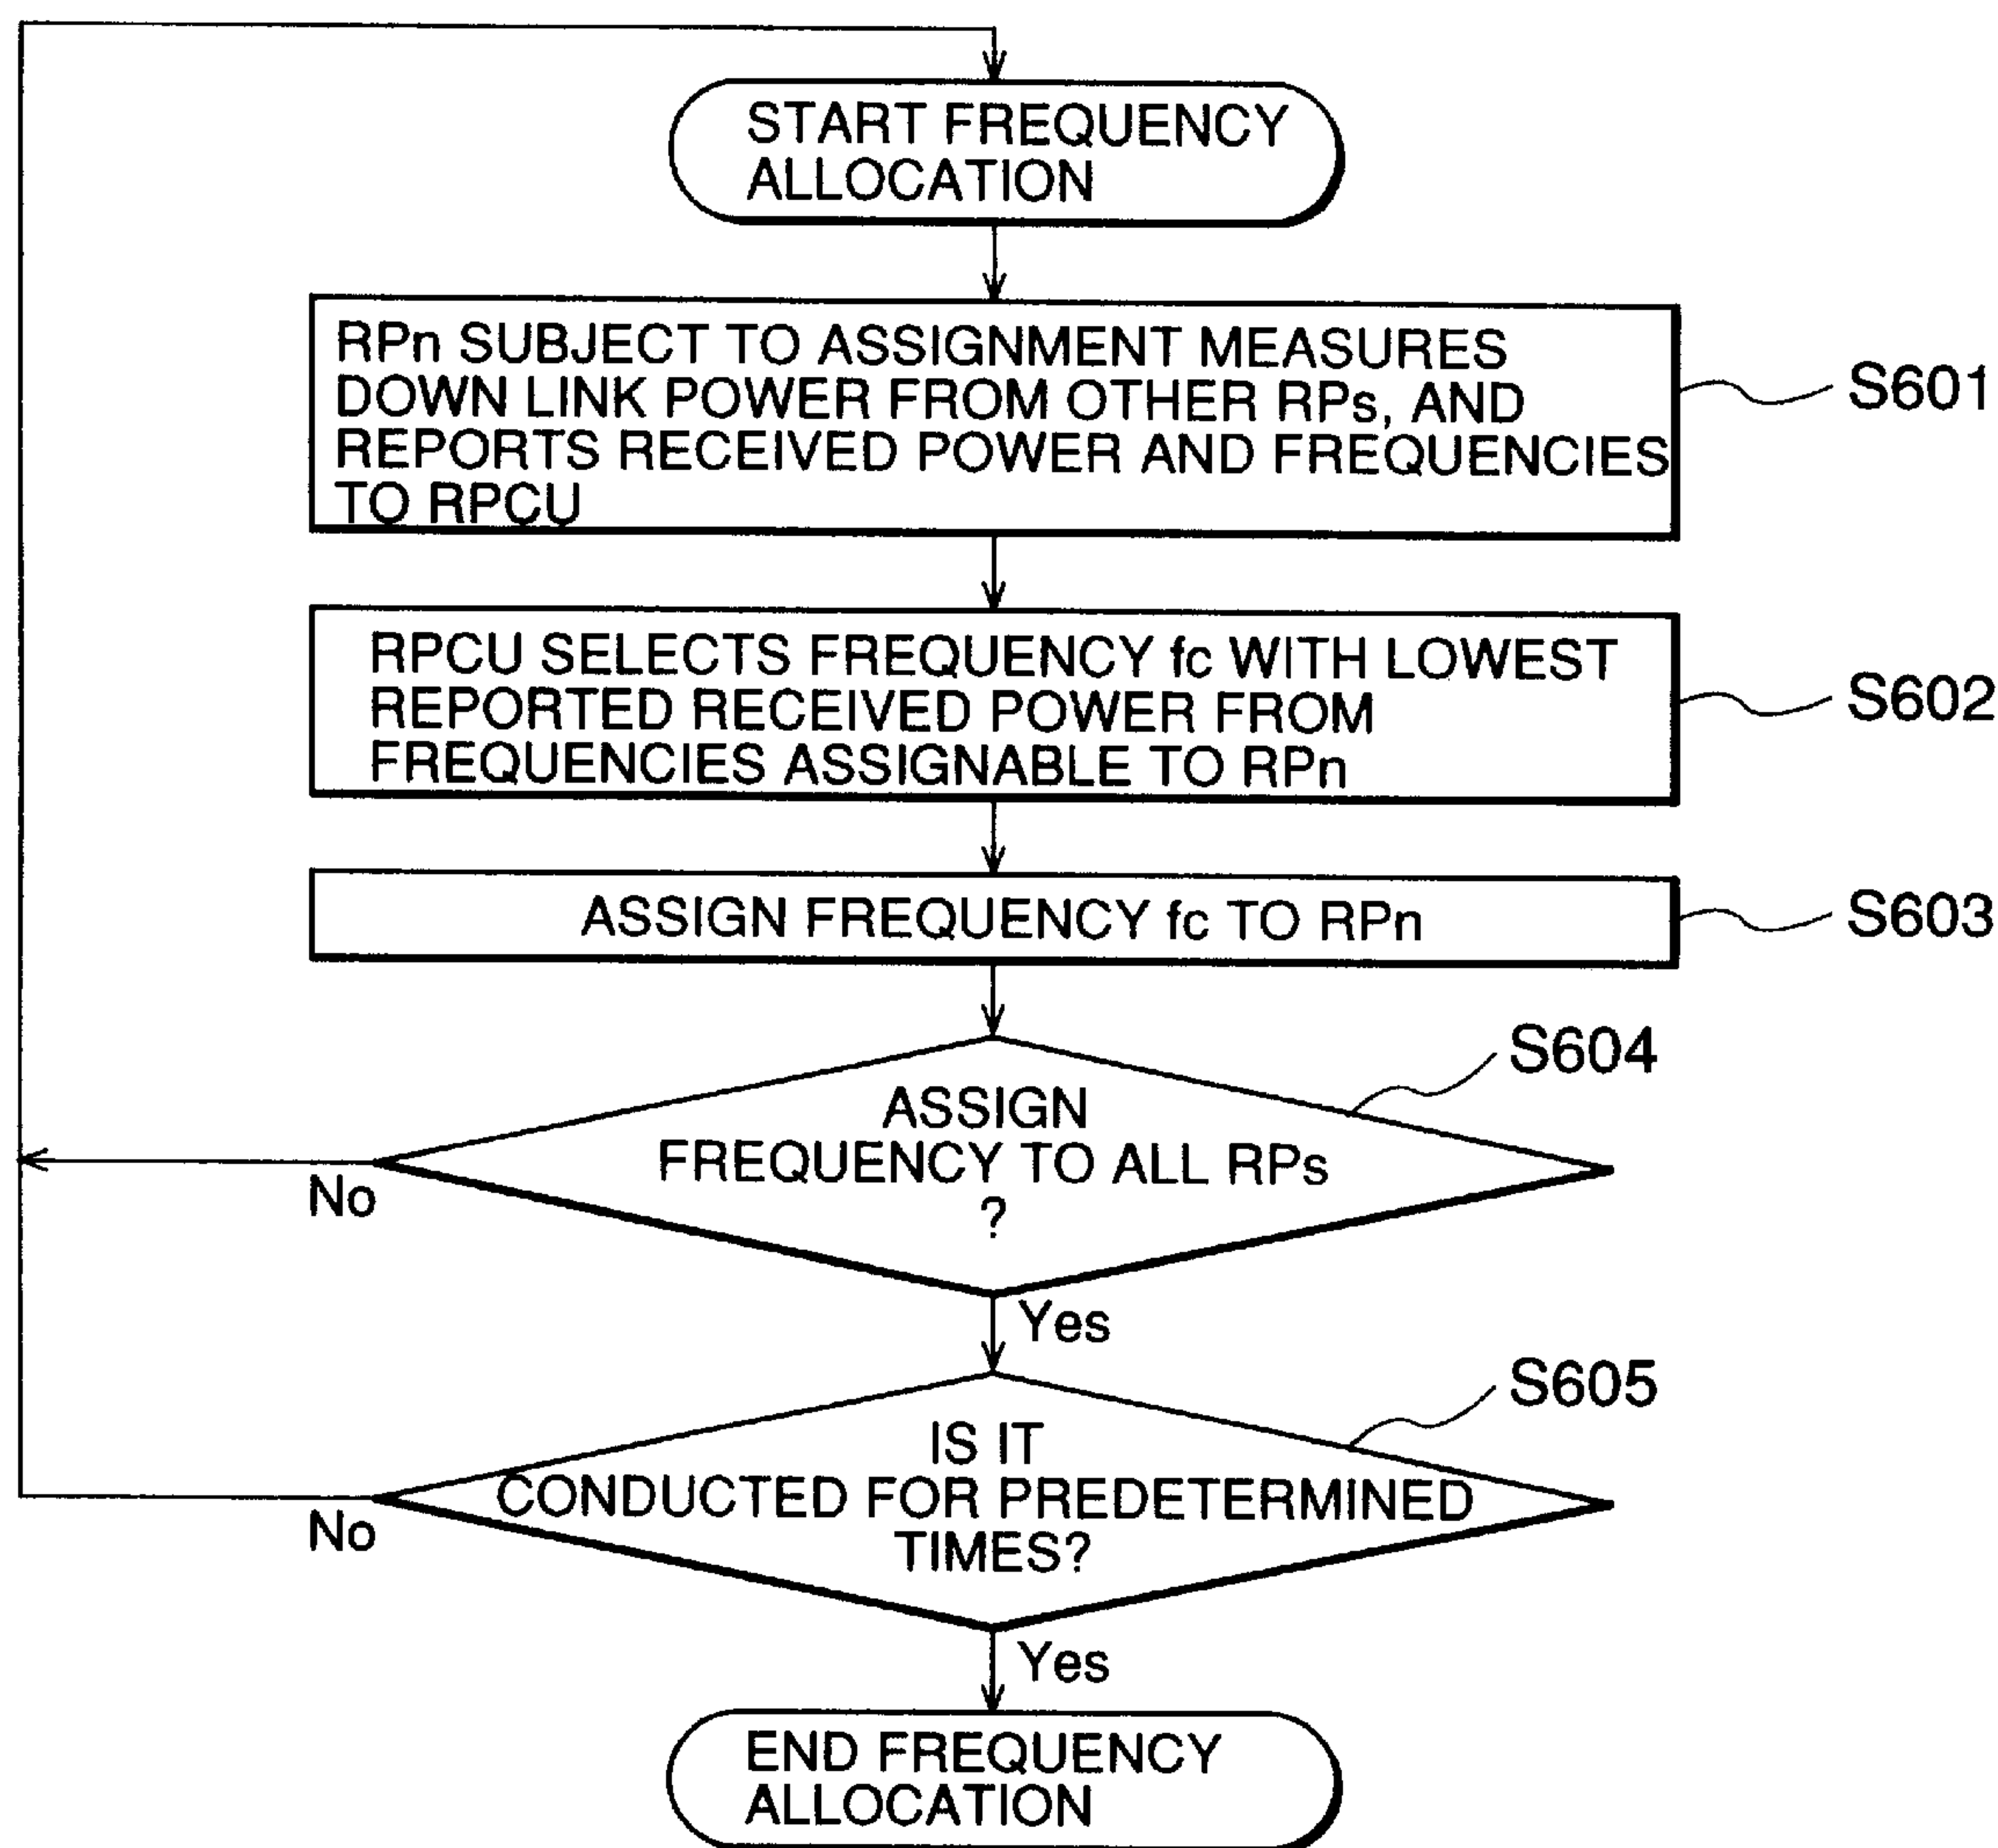 START FREQUENCY
ALLOCATION
RPn SUBJECT TO ASSIGNMENT MEASURES
DOWN LINK POWER FROM OTHER RPs, AND
REPORTS RECEIVED POWER AND FREQUENCIES
TO RPCU
S601
RPCU SELECTS FREQUENCY fc WITH LOWEST
REPORTED RECEIVED POWER FROM
FREQUENCIES ASSIGNABLE TO RPn
S602
ASSIGN FREQUENCY fc TO RPn
S603
S604
ASSIGN
FREQUENCY TO ALL RPs
?
No
Yes
S605
IS IT
CONDUCTED FOR PREDETERMINED
TIMES?
No
Yes
END FREQUENCY
ALLOCATION